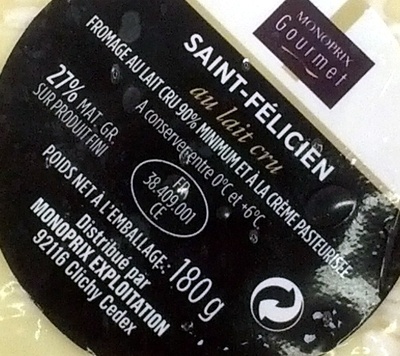 MONOPRIX
Gourmet
SAINT-FÉLICIEN
au lait cru
FROMAGE AU LAIT CRU 90% MINIMUM ET À LA CRÈME PASTEURISÉE
A conserver entre 0°C et +6°C
27% MAT. GR.
SUR PRODUIT FINI
FR
38.409.001
CE
POIDS NET À L'EMBALLAGE: 180 g
Distribué par
MONOPRIX EXPLOITATION
92116 Clichy Cedex